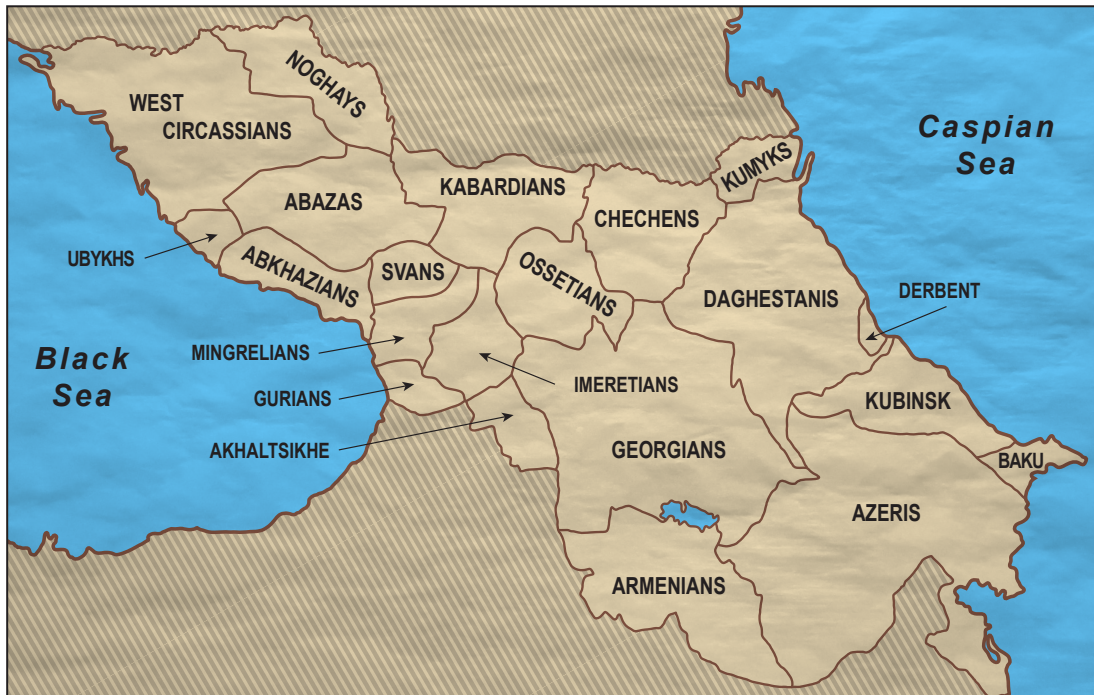 NOGHAYS
WEST
CIRCASSIANS
Caspian
Sea
KUMYKS
KABARDIANS
ABAZAS
CHECHENS
UBYKHS
ABKHAZIANS
SVANS
OSSETIANS
DAGHESTANIS
DERBENT
Black
Sea
MINGRELIANS
IMERETIANS
GURIANS
KUBINSK
AKHALTSIKHE
GEORGIANS
BAKU
AZERIS
ARMENIANS